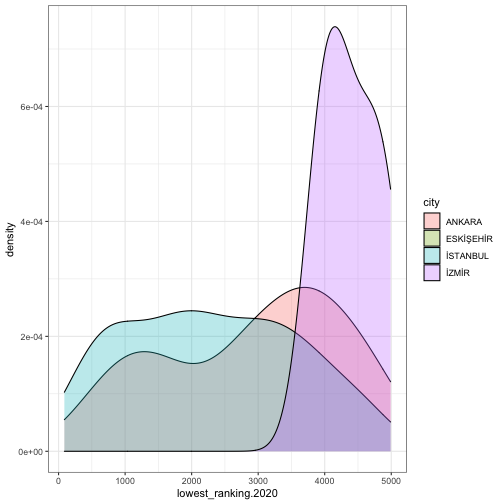 6e-04
4e-04
2e-04
0e+00
density
0
1000
2000
3000
4000
5000
lowest_ranking.2020
city
ANKARA
ESKİŞEHİR
İSTANBUL
İZMİR